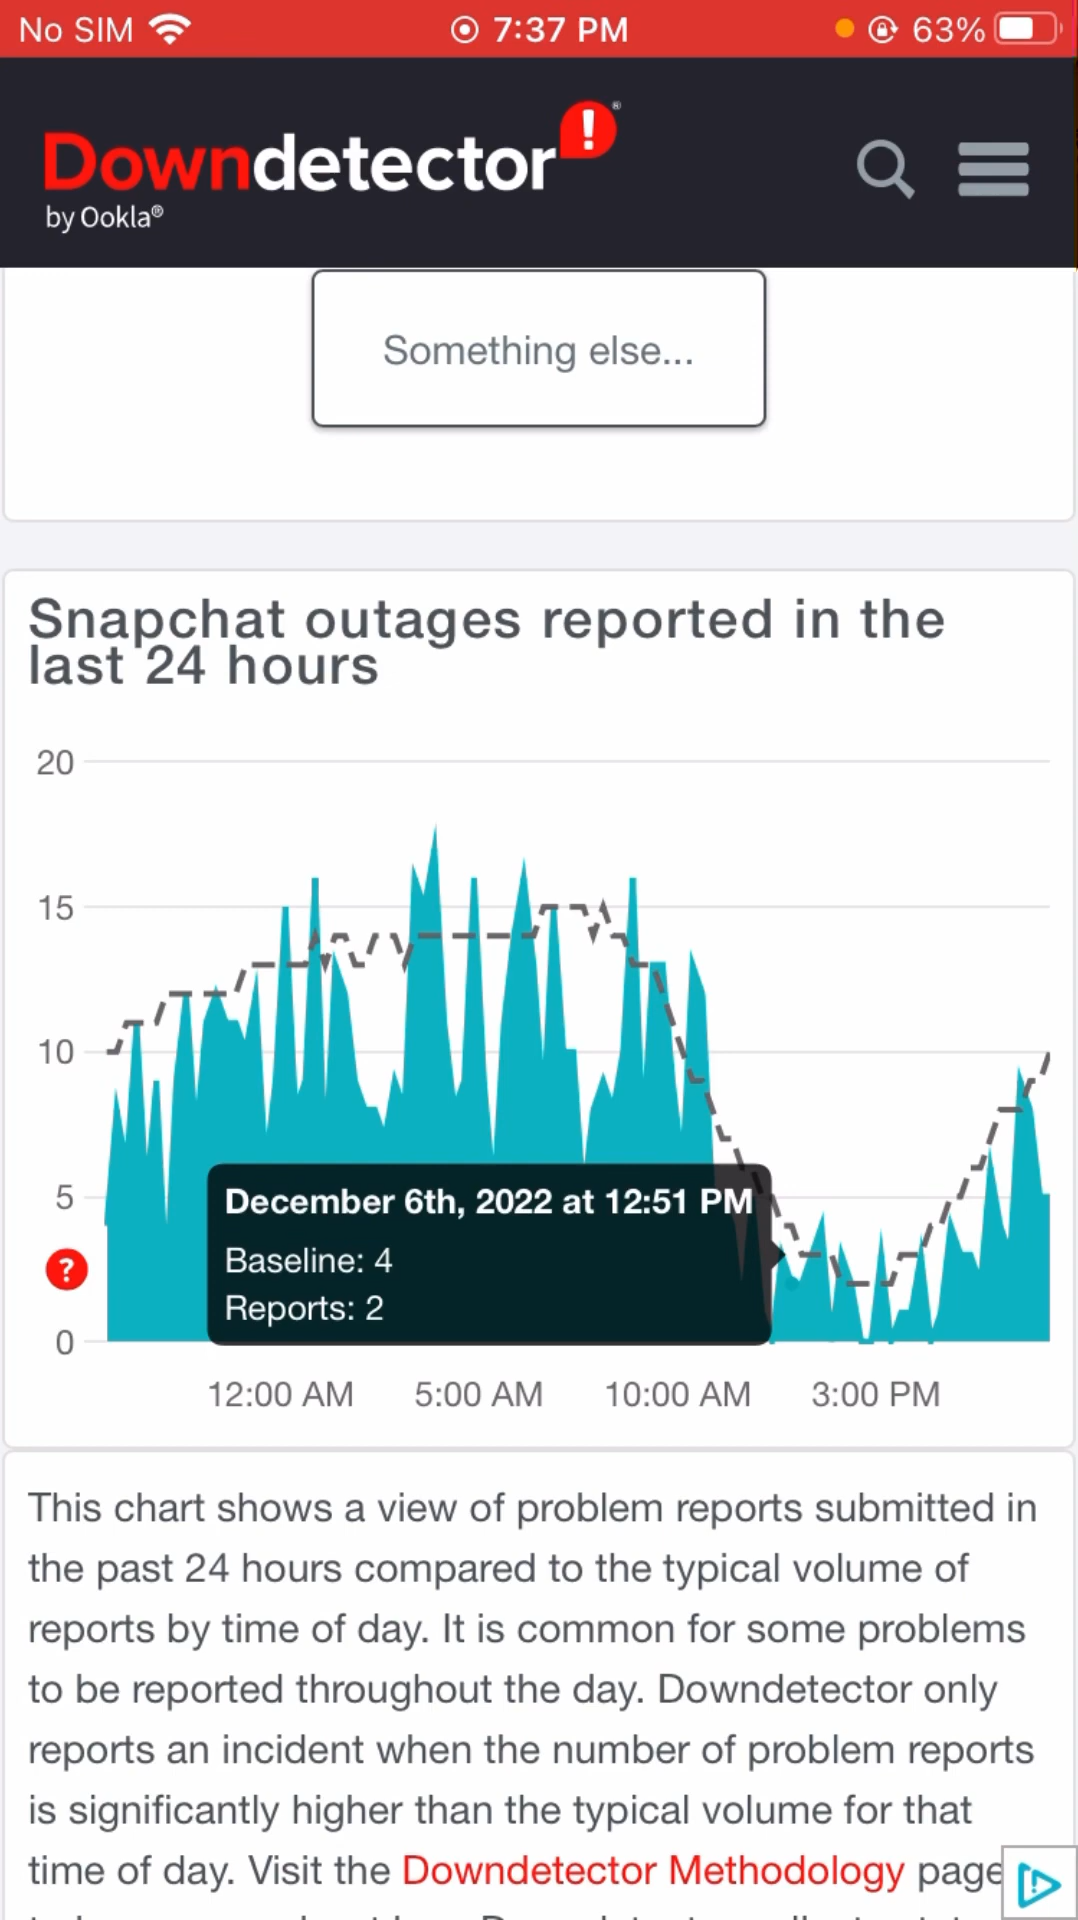 No SIM 7:37 PM 63%
Downdetector!®
by Ookla®
Something else...
Snapchat outages reported in the
last 24 hours
20
15
10
5
0
?
December 6th, 2022 at 12:51 PM
Baseline: 4
Reports: 2
12:00 AM 5:00 AM 10:00 AM 3:00 PM
This chart shows a view of problem reports submitted in
the past 24 hours compared to the typical volume of
reports by time of day. It is common for some problems
to be reported throughout the day. Downdetector only
reports an incident when the number of problem reports
is significantly higher than the typical volume for that
time of day. Visit the Downdetector Methodology page